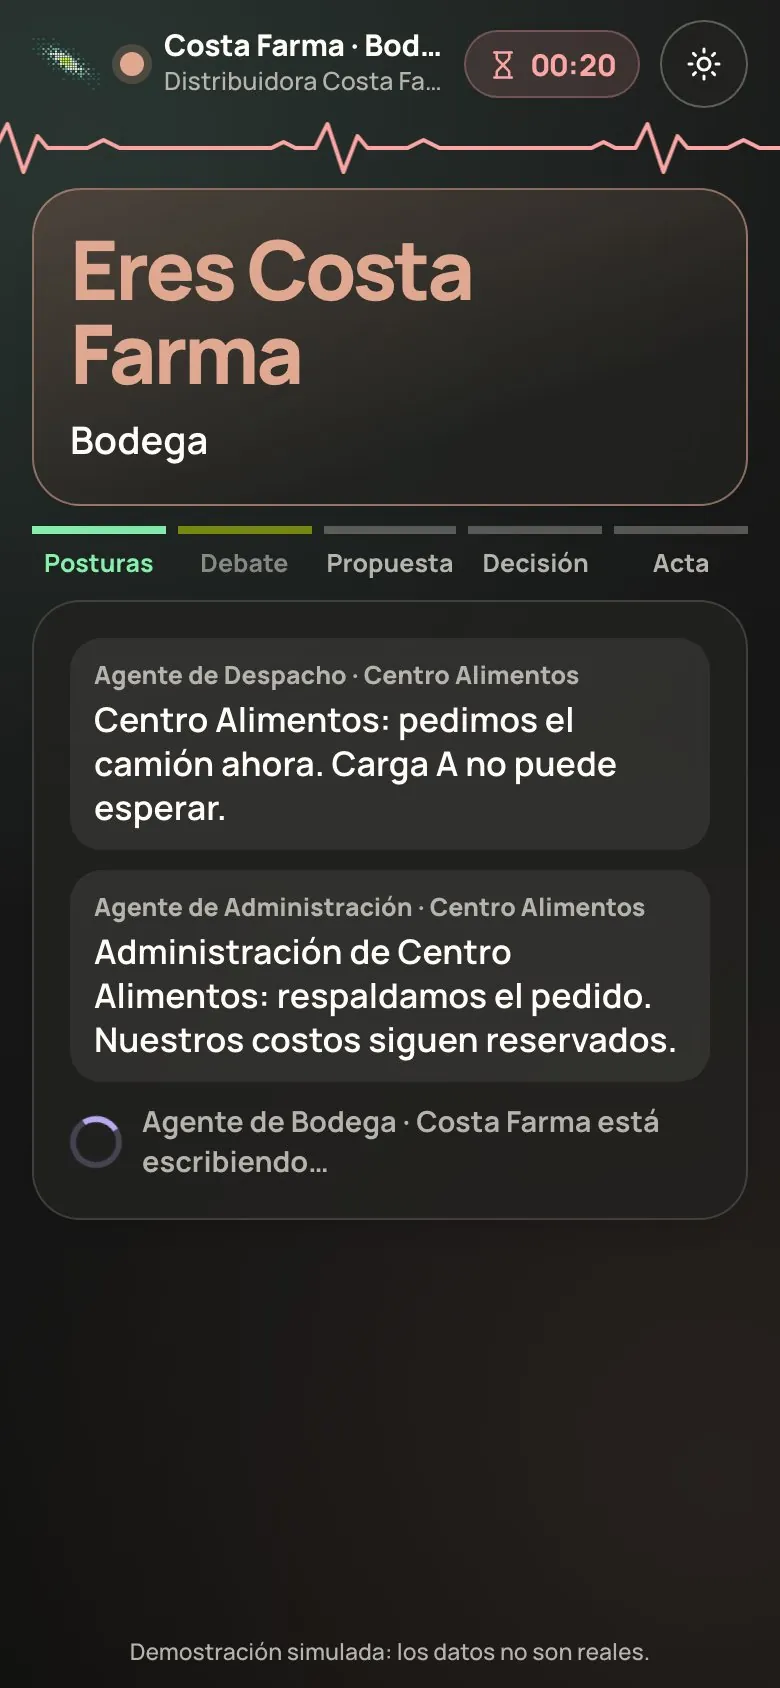 Costa Farma · Bod...
Distribuidora Costa Fa...
00:20
Eres Costa
Farma
Bodega
Posturas
Debate
Propuesta
Decisión
Acta
Agente de Despacho · Centro Alimentos
Centro Alimentos: pedimos el
camión ahora. Carga A no puede
esperar.
Agente de Administración · Centro Alimentos
Administración de Centro
Alimentos: respaldamos el pedido.
Nuestros costos siguen reservados.
Agente de Bodega · Costa Farma está
escribiendo...
Demostración simulada: los datos no son reales.